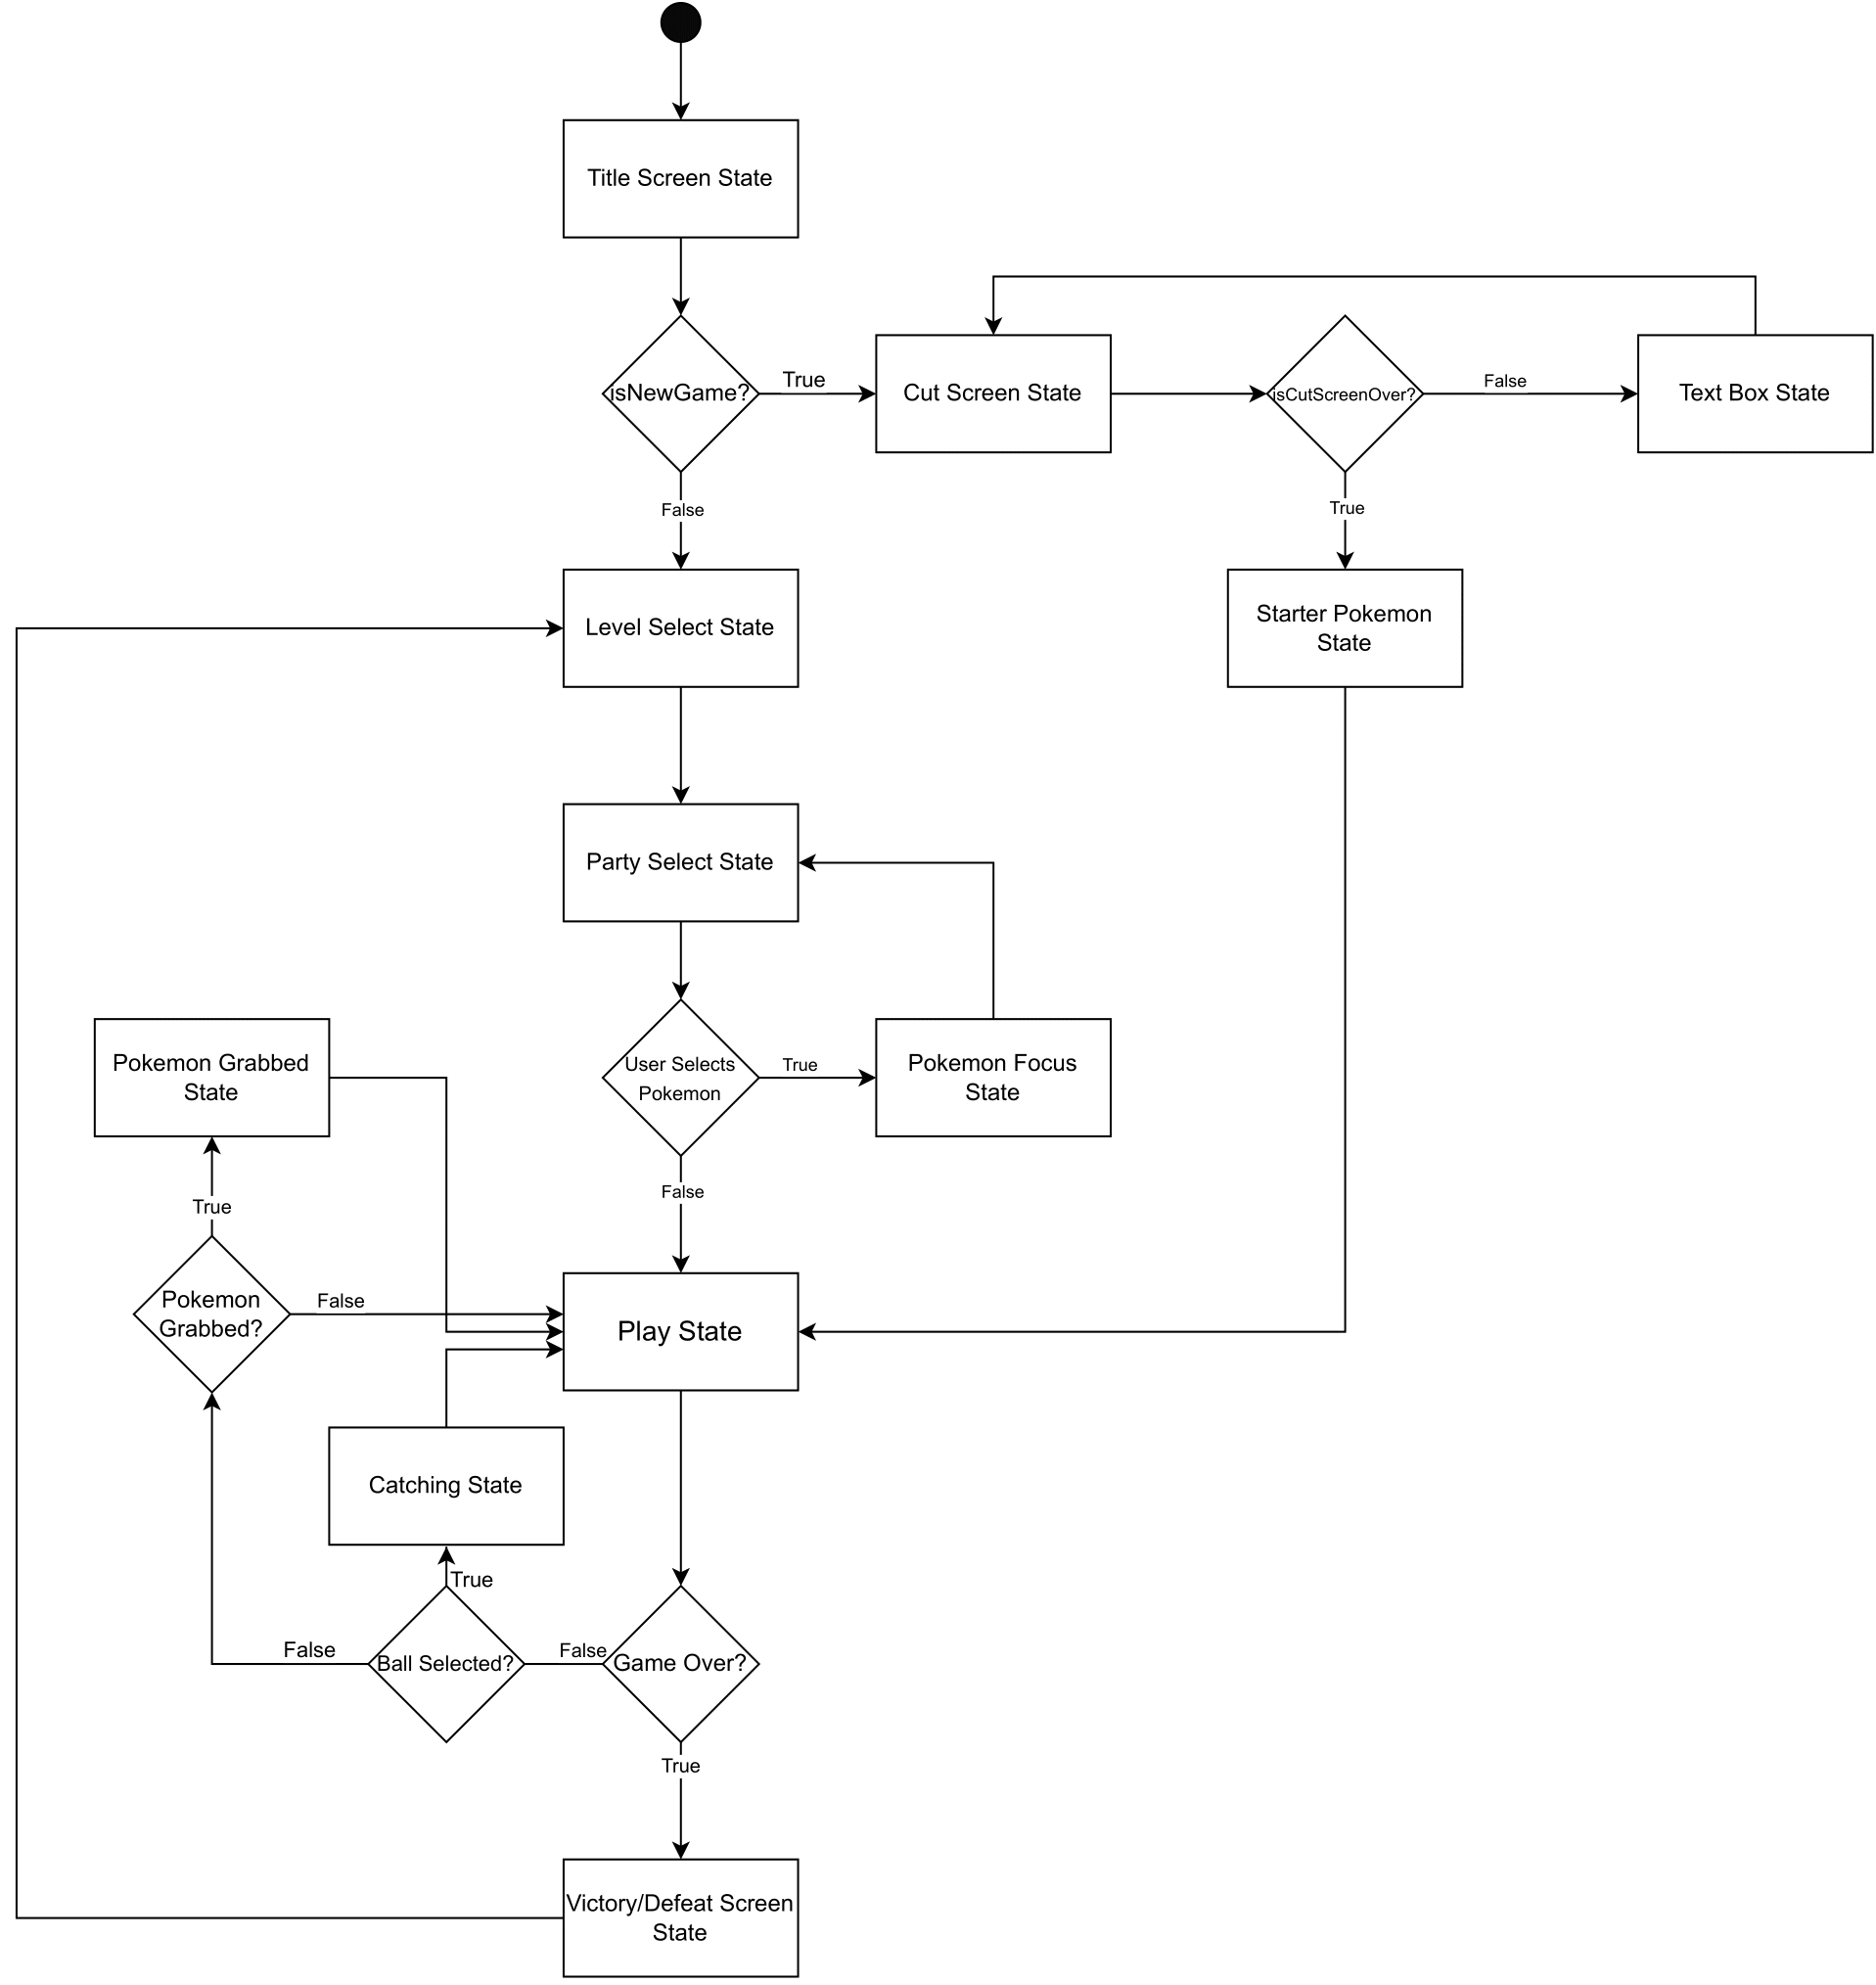 Title Screen State
isNewGame?
True
Cut Screen State
isCutScreenOver?
False
Text Box State
False
True
Level Select State
Starter Pokemon
State
Party Select State
Pokemon Grabbed
State
User Selects
Pokemon
True
Pokemon Focus
State
False
True
Pokemon
Grabbed?
False
Play State
Catching State
True
False
Ball Selected?
False
Game Over?
True
Victory/Defeat Screen
State